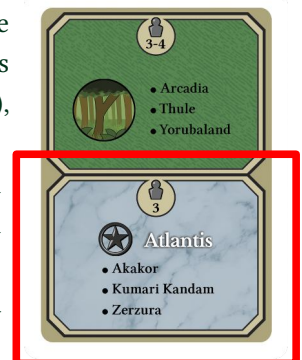 e
s
),
3-4
• Arcadia
• Thule
• Yorubaland
3
Atlantis
• Akakor
• Kumari Kandam
• Zerzura